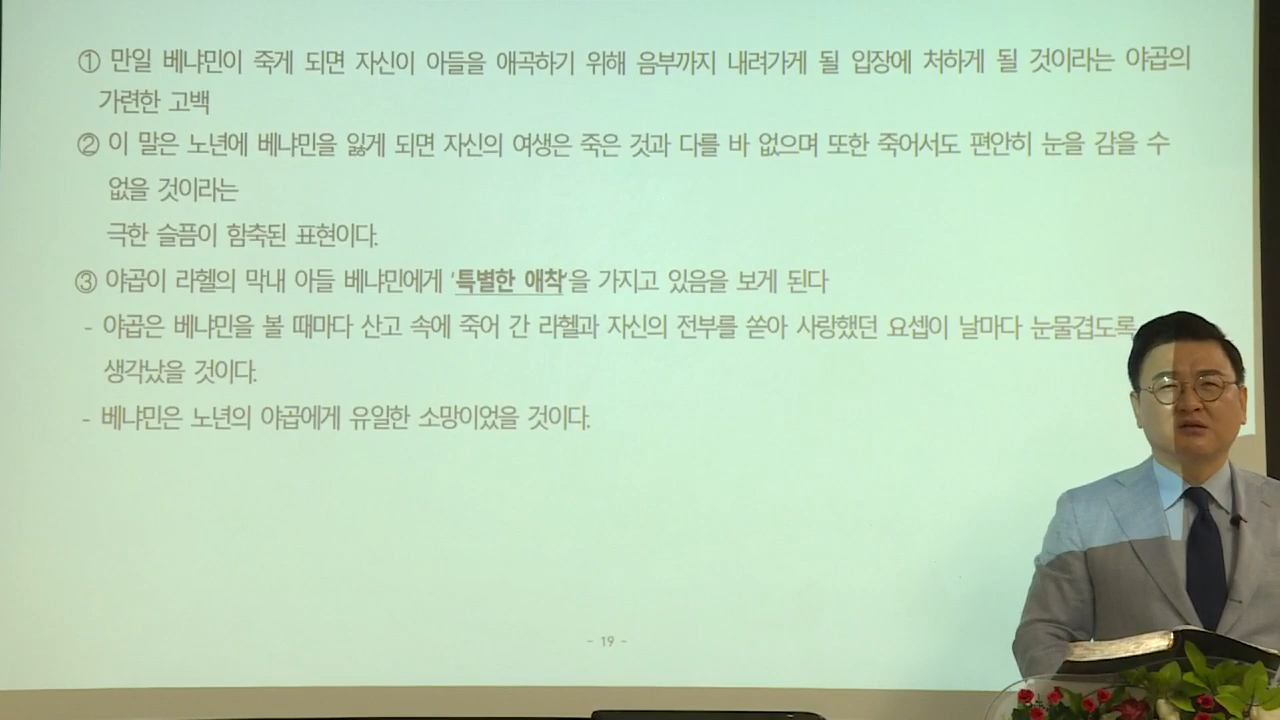 ① 만일 베냐민이 죽게 되면 자신이 아들을 애곡하기 위해 음부까지 내려가게 될 입장에 처하게 될 것이라는 야곱의
가련한 고백
② 이 말은 노년에 베냐민을 잃게 되면 자신의 여생은 죽은 것과 다를 바 없으며 또한 죽어서도 편안히 눈을 감을 수
없을 것이라는
극한 슬픔이 함축된 표현이다.
③ 야곱이 라헬의 막내 아들 베냐민에게 '특별한 애착'을 가지고 있음을 보게 된다
- 야곱은 베냐민을 볼 때마다 산고 속에 죽어 간 라헬과 자신의 전부를 쏟아 사랑했던 요셉이 날마다 눈물겹도록
생각났을 것이다.
- 베냐민은 노년의 야곱에게 유일한 소망이었을 것이다.
- 19 -